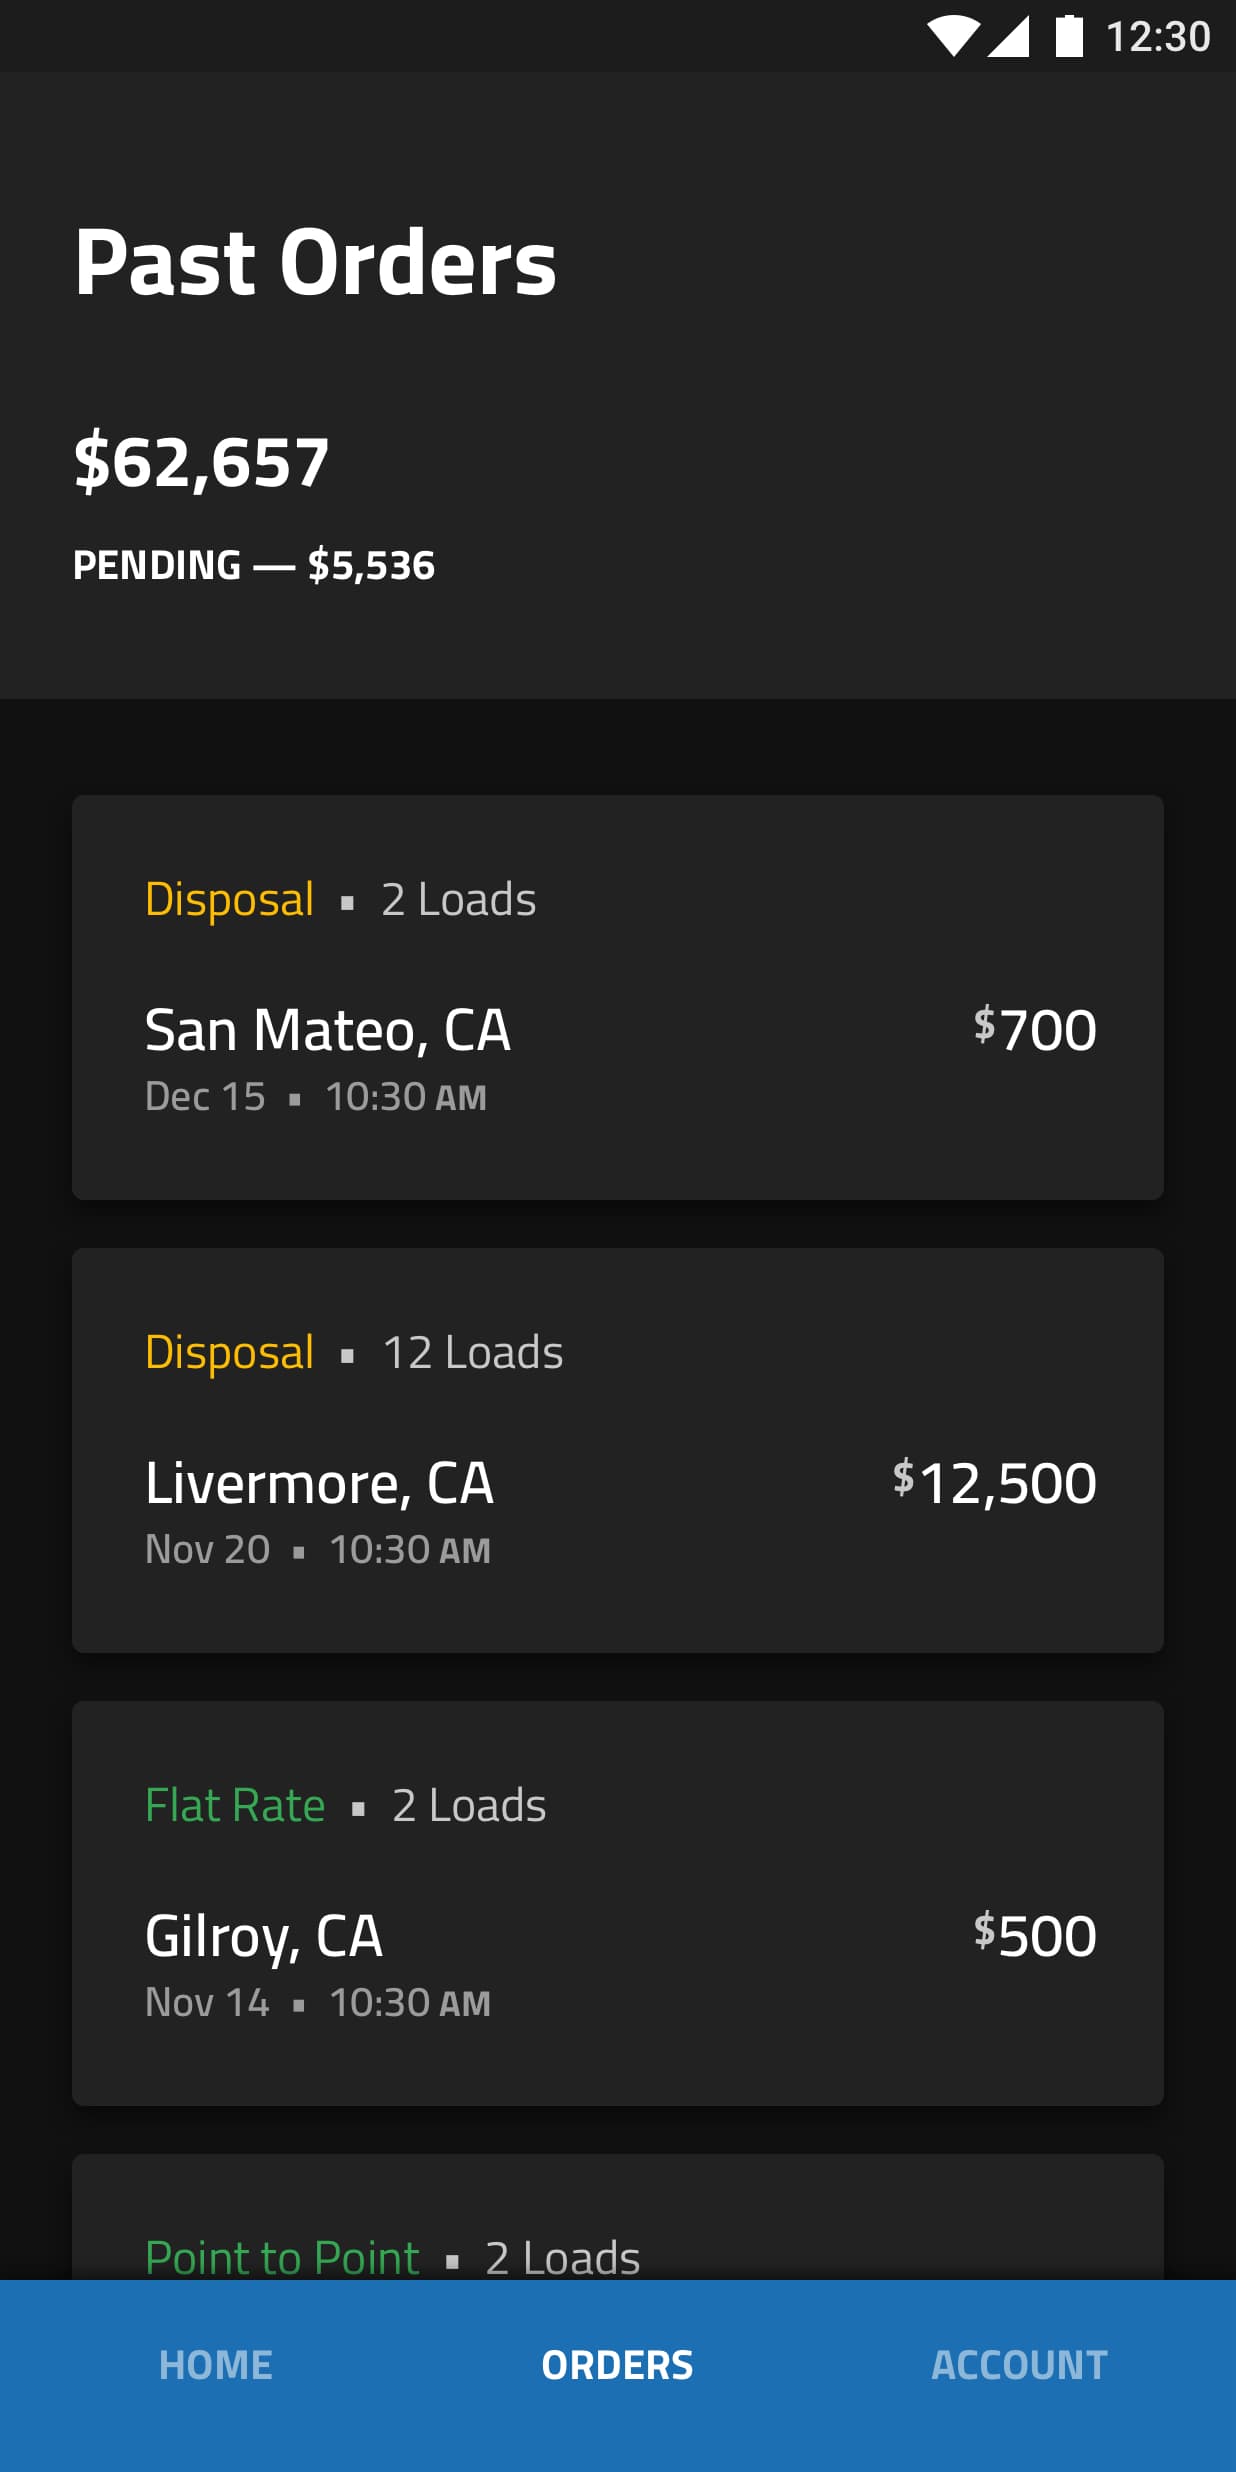 12:30
Past Orders
$62,657
PENDING — $5,536
Disposal ▪ 2 Loads
San Mateo, CA $700
Dec 15 ▪ 10:30 AM
Disposal ▪ 12 Loads
Livermore, CA $12,500
Nov 20 ▪ 10:30 AM
Flat Rate ▪ 2 Loads
Gilroy, CA $500
Nov 14 ▪ 10:30 AM
Point to Point ▪ 2 Loads
HOME ORDERS ACCOUNT